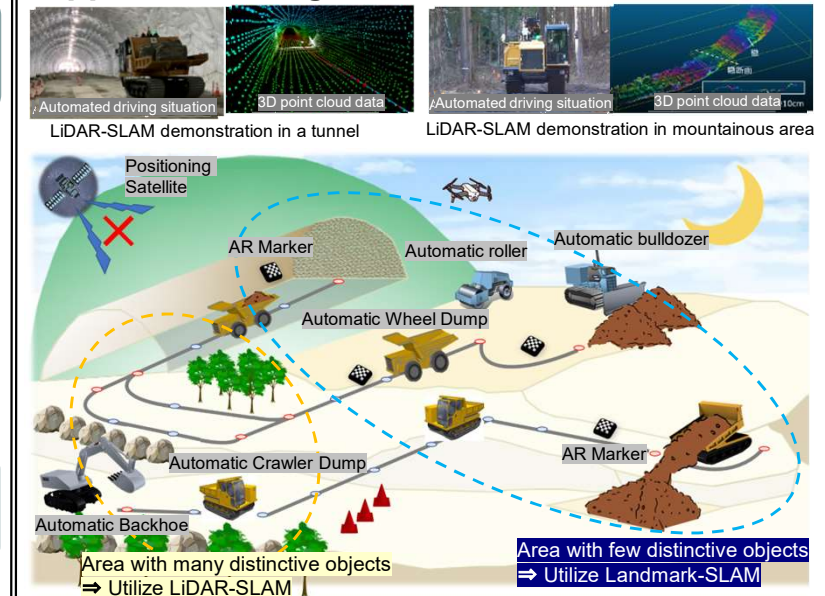 Automated driving situation
3D point cloud data
Automated driving situation
3D point cloud data
10cm
LiDAR-SLAM demonstration in a tunnel
LiDAR-SLAM demonstration in mountainous area
Positioning
Satellite
AR Marker
Automatic roller
Automatic bulldozer
Automatic Wheel Dump
AR Marker
Automatic Crawler Dump
Automatic Backhoe
Area with many distinctive objects
⇒ Utilize LiDAR-SLAM
Area with few distinctive objects
⇒ Utilize Landmark-SLAM